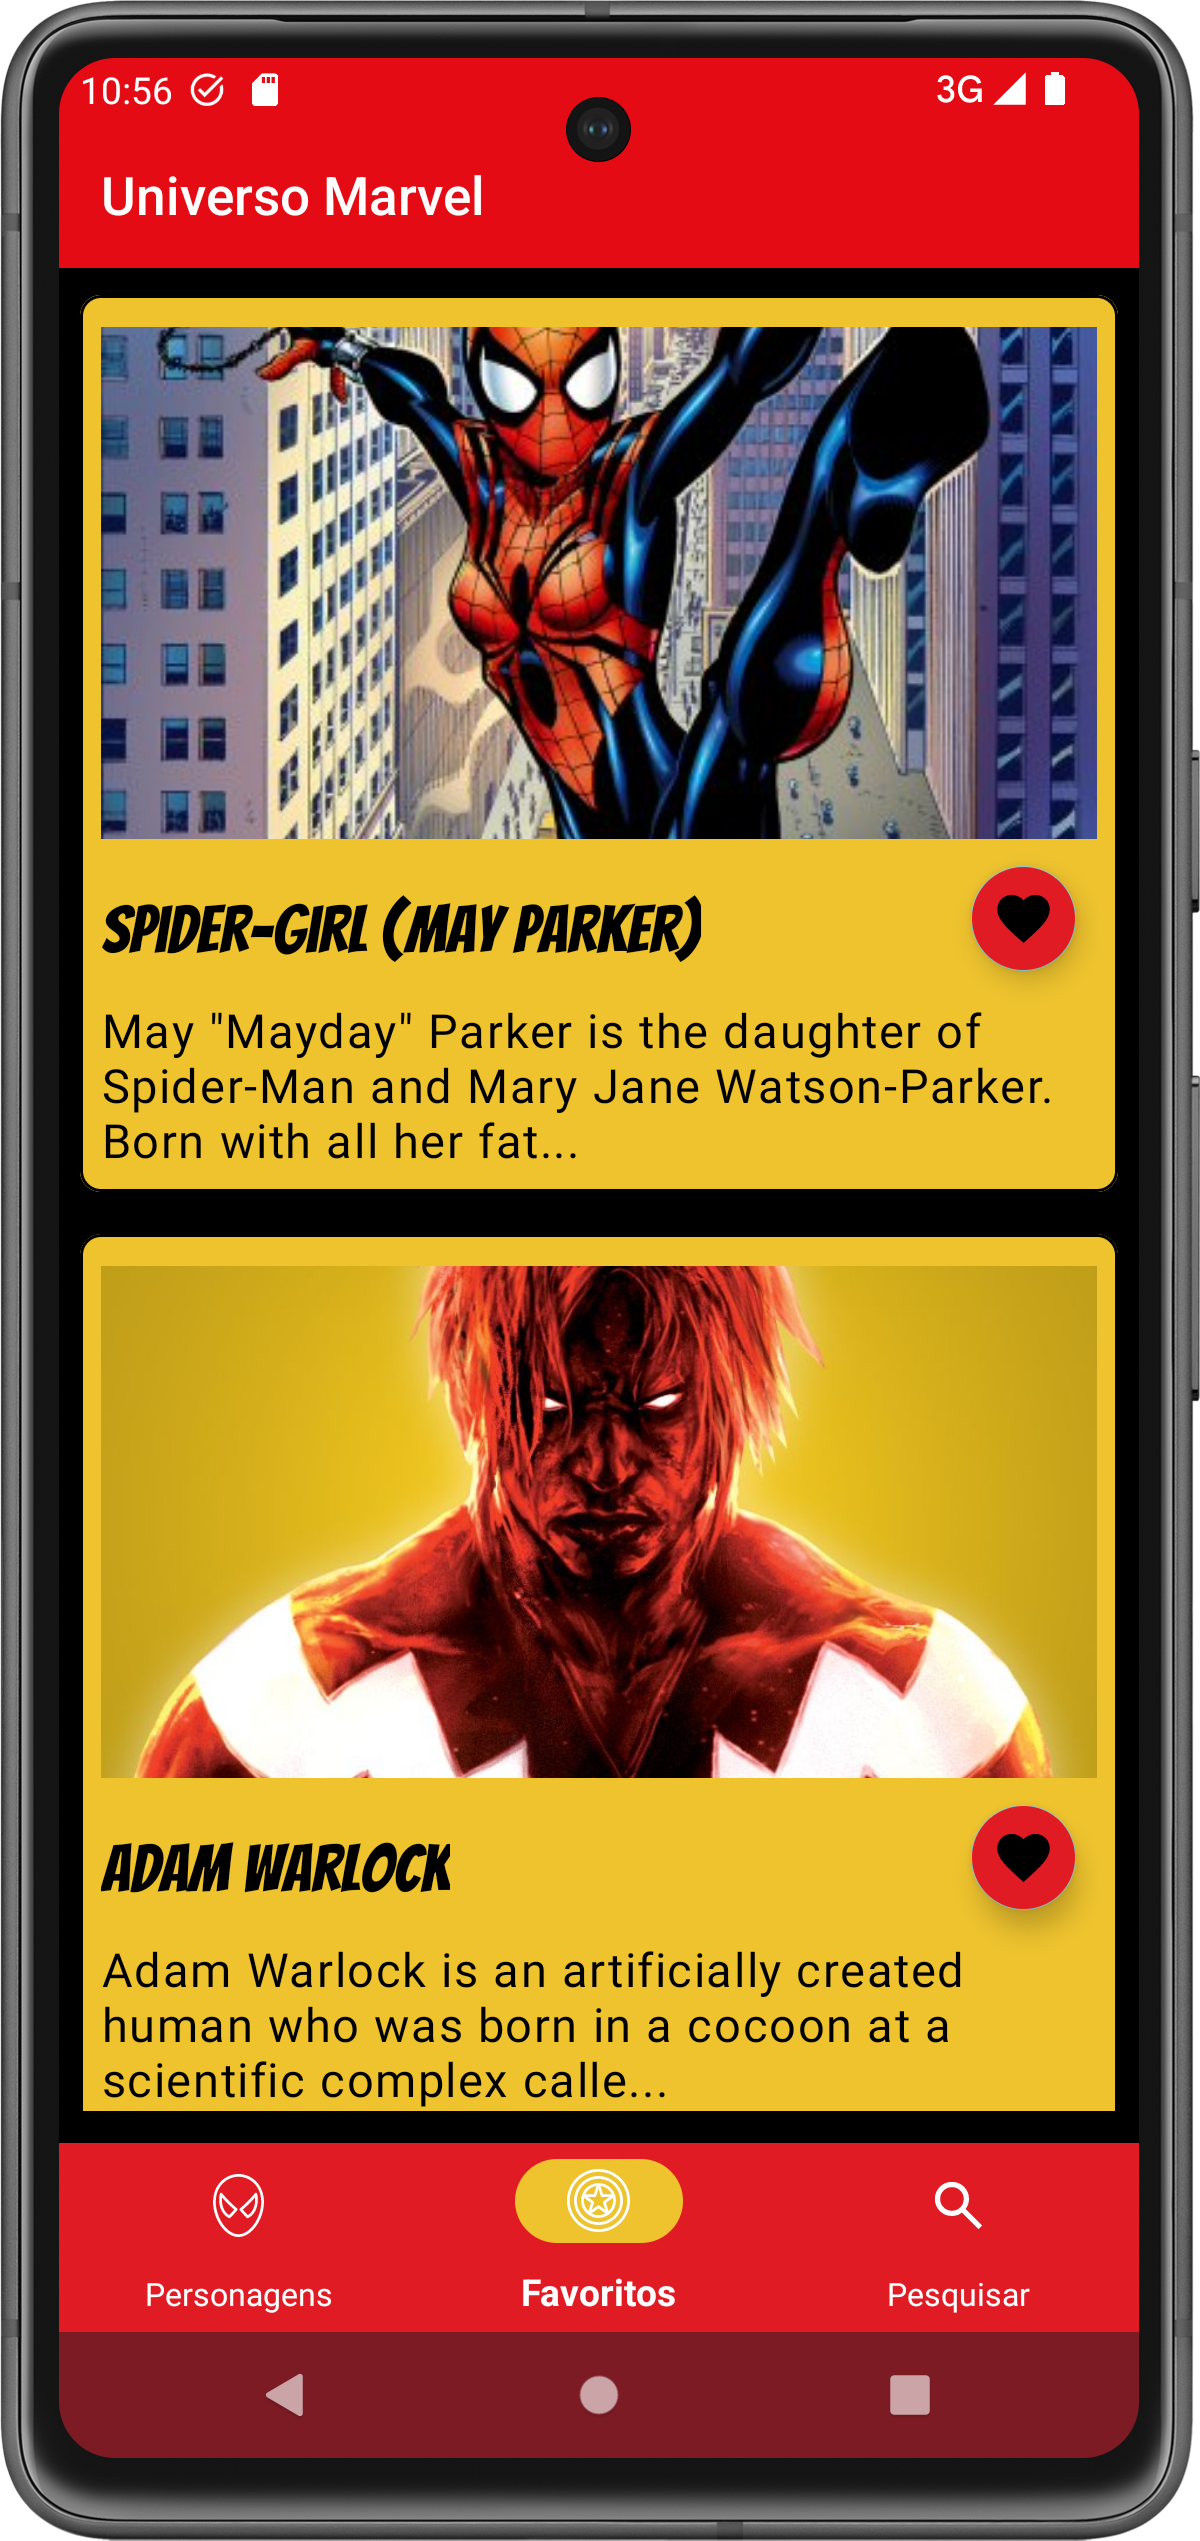 10:56
3G
Universo Marvel
SPIDER-GIRL (MAY PARKER)
May "Mayday" Parker is the daughter of
Spider-Man and Mary Jane Watson-Parker.
Born with all her fat...
ADAM WARLOCK
Adam Warlock is an artificially created
human who was born in a cocoon at a
scientific complex calle...
Personagens
Favoritos
Pesquisar